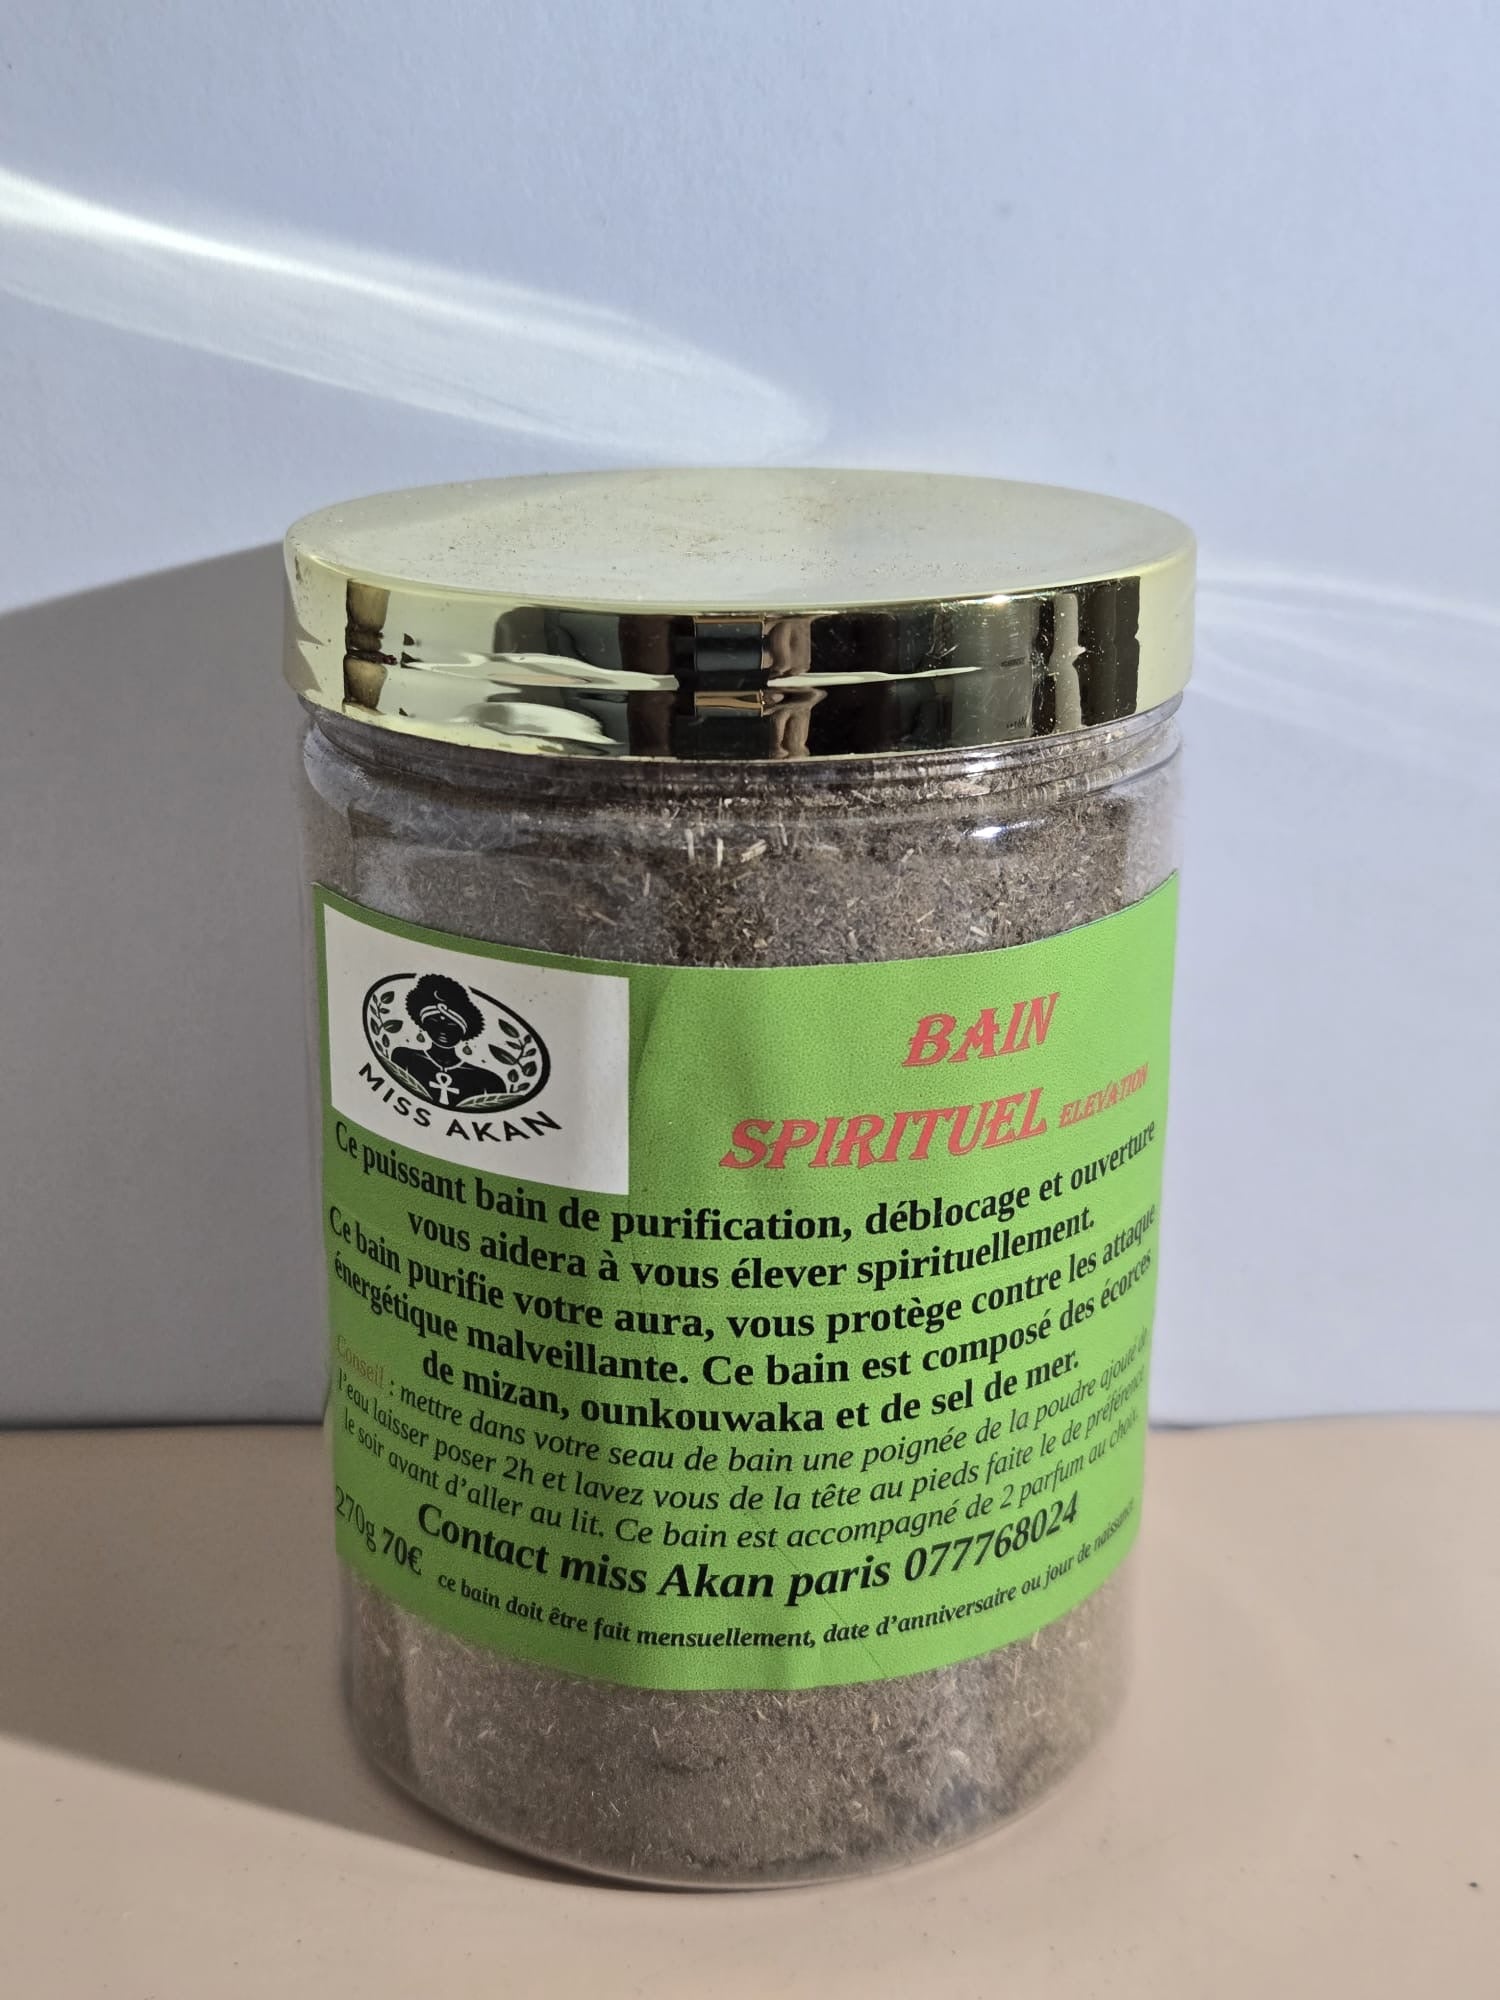 MISS AKAN
BAIN
SPIRITUEL ELEVATION
Ce puissant bain de purification, déblocage et ouverture
vous aidera à vous élever spirituellement.
Ce bain purifie votre aura, vous protège contre les attaque
énergétique malveillante. Ce bain est composé des écorces
de mizan, ounkouwaka et de sel de mer.
Conseil : mettre dans votre seau de bain une poignée de la poudre ajouté de
l'eau laisser poser 2h et lavez vous de la tête au pieds faite le de préférence
le soir avant d'aller au lit. Ce bain est accompagné de 2 parfum au choix.
Contact miss Akan paris 077768024
270g 70€
ce bain doit être fait mensuellement, date d'anniversaire ou jour de naissance